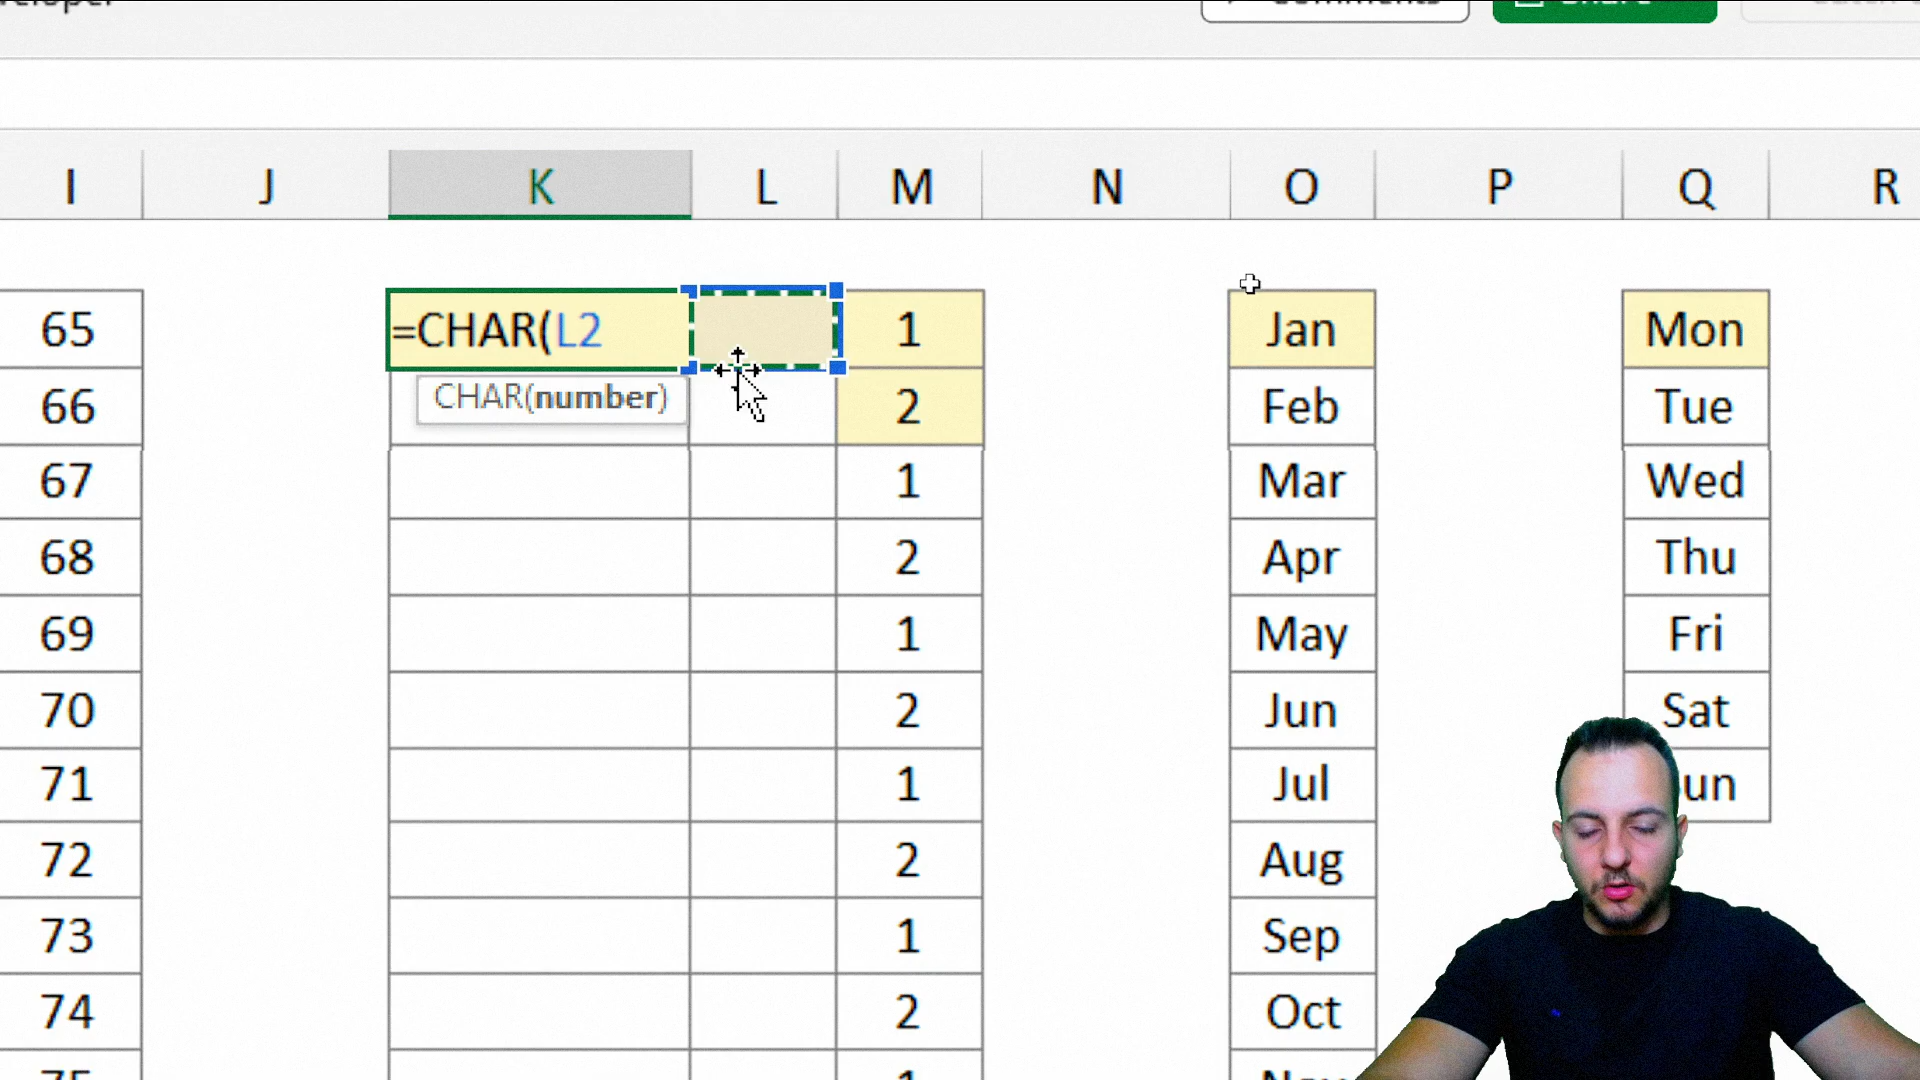 I J K L M N O P Q R
65 =CHAR(L2 1 Jan Mon
66 CHAR(number) 2 Feb Tue
67 1 Mar Wed
68 2 Apr Thu
69 1 May Fri
70 2 Jun Sat
71 1 Jul un
72 2 Aug
73 1 Sep
74 2 Oct